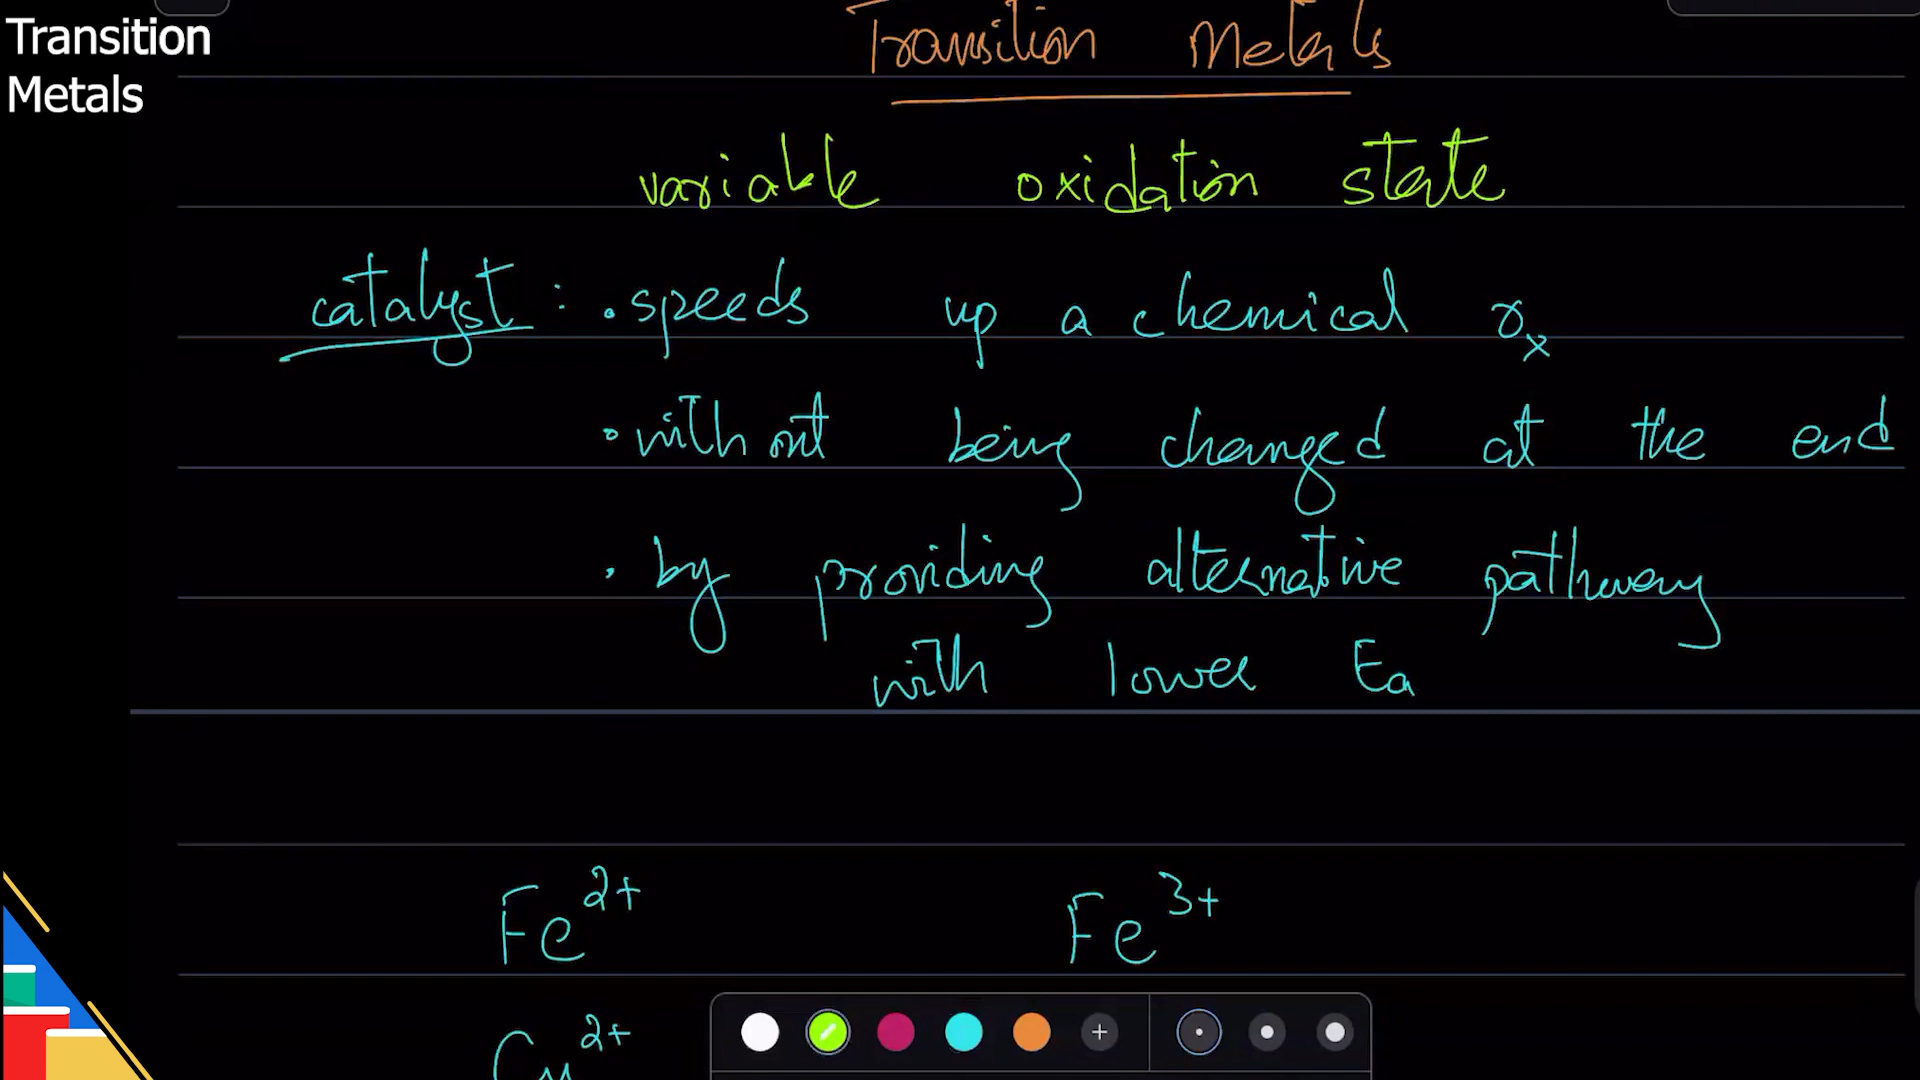 Transition
Metals
Transition Metals
variable oxidation state
catalyst : • speeds up a chemical rx
• without being changed at the end
• by providing alternative pathway
with lower Ea
Fe²⁺ Fe³⁺
Cu²⁺